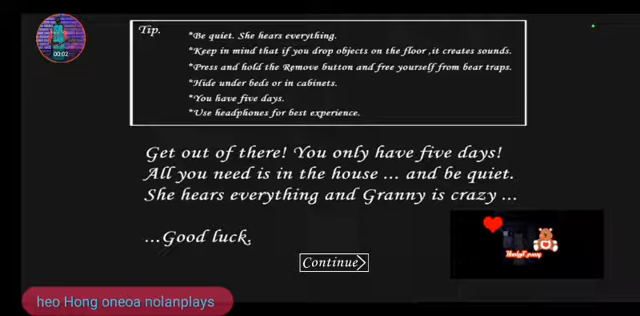 Tip.
*Be quiet. She hears everything.
*Keep in mind that if you drop objects on the floor ,it creates sounds.
*Press and hold the Remove button and free yourself from bear traps.
*Hide under beds or in cabinets.
*You have five days.
*Use headphones for best experience.
00:02
Get out of there! You only have five days!
All you need is in the house ... and be quiet.
She hears everything and Granny is crazy ...
...Good luck.
Continue
heo Hong oneoa nolanplays